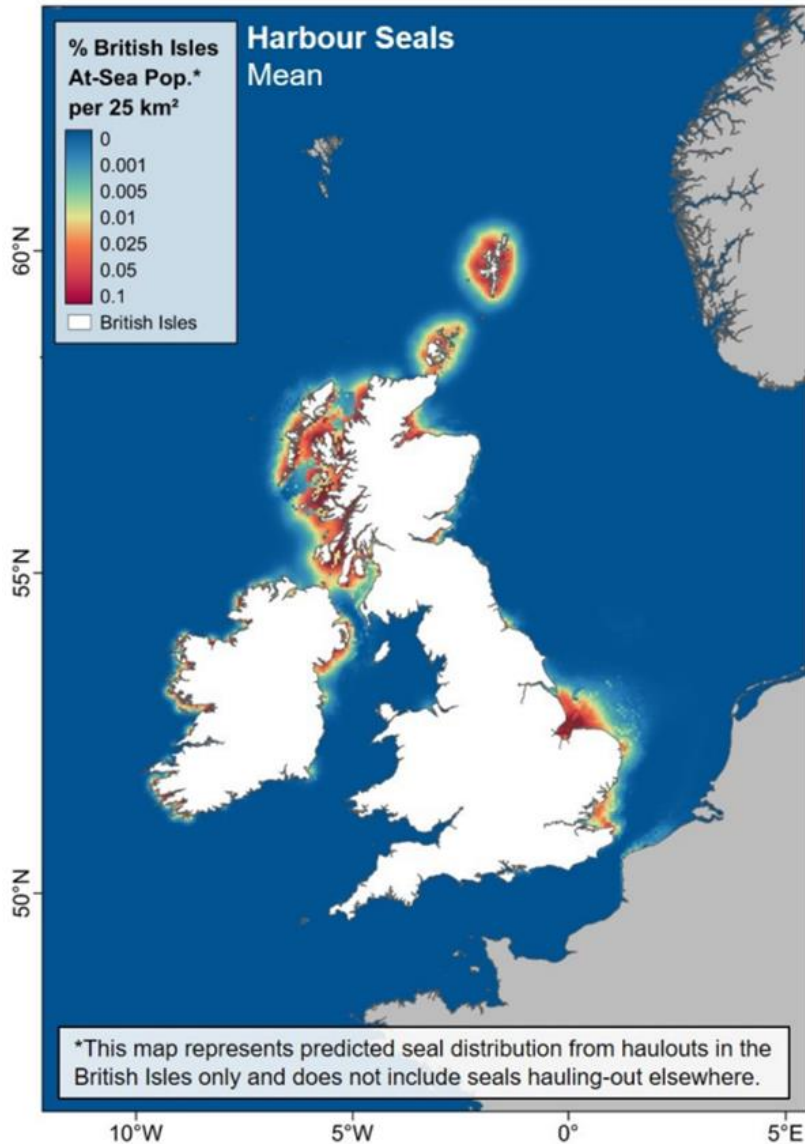 % British Isles
At-Sea Pop.*
per 25 km²
0
0.001
0.005
0.01
0.025
0.05
0.1
British Isles
Harbour Seals
Mean
60°N
55°N
50°N
*This map represents predicted seal distribution from haulouts in the
British Isles only and does not include seals hauling-out elsewhere.
10°W
5°W
0°
5°E